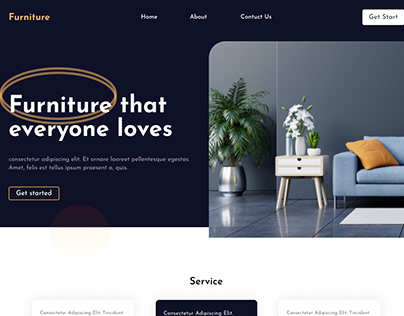 Furniture
Home
About
Contuct Us
Get Start
Furniture that
everyone loves
consectetur adipiscing elit. Et ornare laoreet pellentesque egestas.
Amet, felis est tellus ipsum praesent a, quis.
Get started
Service
Consectetur Adipiscing Elit. Tincidunt
Consectetur Adipiscing Elit.
Consectetur Adipiscing Elit. Tincidunt